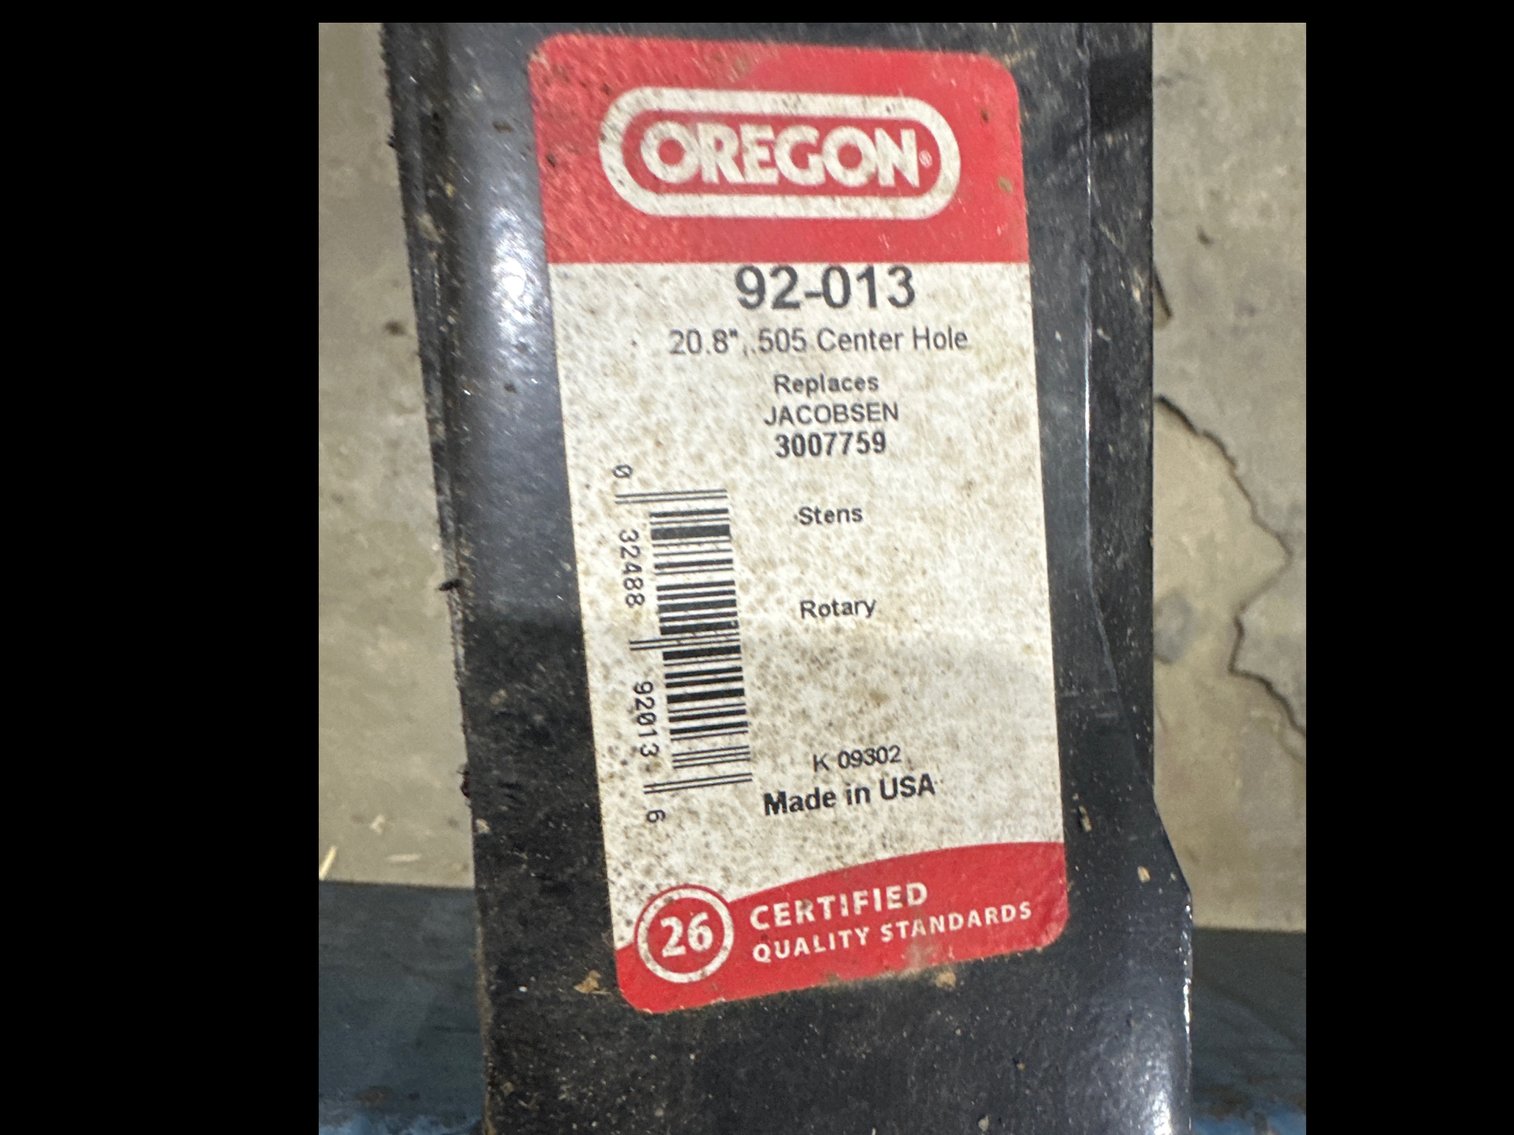 OREGON®
92-013
20.8", .505 Center Hole
Replaces
JACOBSEN
3007759
Stens
Rotary
0 32488 92013 6
K 09302
Made in USA
26 CERTIFIED
QUALITY STANDARDS